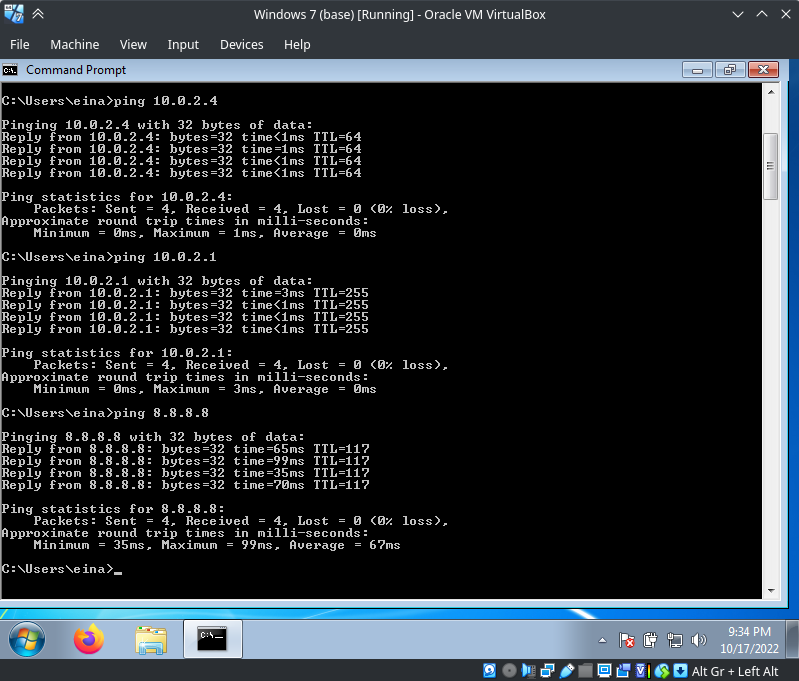 Windows 7 (base) [Running] - Oracle VM VirtualBox
File Machine View Input Devices Help
Command Prompt
C:\Users\eina>ping 10.0.2.4
Pinging 10.0.2.4 with 32 bytes of data:
Reply from 10.0.2.4: bytes=32 time<1ms TTL=64
Reply from 10.0.2.4: bytes=32 time=1ms TTL=64
Reply from 10.0.2.4: bytes=32 time<1ms TTL=64
Reply from 10.0.2.4: bytes=32 time<1ms TTL=64
Ping statistics for 10.0.2.4:
Packets: Sent = 4, Received = 4, Lost = 0 (0% loss),
Approximate round trip times in milli-seconds:
Minimum = 0ms, Maximum = 1ms, Average = 0ms
C:\Users\eina>ping 10.0.2.1
Pinging 10.0.2.1 with 32 bytes of data:
Reply from 10.0.2.1: bytes=32 time=3ms TTL=255
Reply from 10.0.2.1: bytes=32 time<1ms TTL=255
Reply from 10.0.2.1: bytes=32 time<1ms TTL=255
Reply from 10.0.2.1: bytes=32 time<1ms TTL=255
Ping statistics for 10.0.2.1:
Packets: Sent = 4, Received = 4, Lost = 0 (0% loss),
Approximate round trip times in milli-seconds:
Minimum = 0ms, Maximum = 3ms, Average = 0ms
C:\Users\eina>ping 8.8.8.8
Pinging 8.8.8.8 with 32 bytes of data:
Reply from 8.8.8.8: bytes=32 time=65ms TTL=117
Reply from 8.8.8.8: bytes=32 time=99ms TTL=117
Reply from 8.8.8.8: bytes=32 time=35ms TTL=117
Reply from 8.8.8.8: bytes=32 time=70ms TTL=117
Ping statistics for 8.8.8.8:
Packets: Sent = 4, Received = 4, Lost = 0 (0% loss),
Approximate round trip times in milli-seconds:
Minimum = 35ms, Maximum = 99ms, Average = 67ms
C:\Users\eina>_
9:34 PM
10/17/2022
Alt Gr + Left Alt